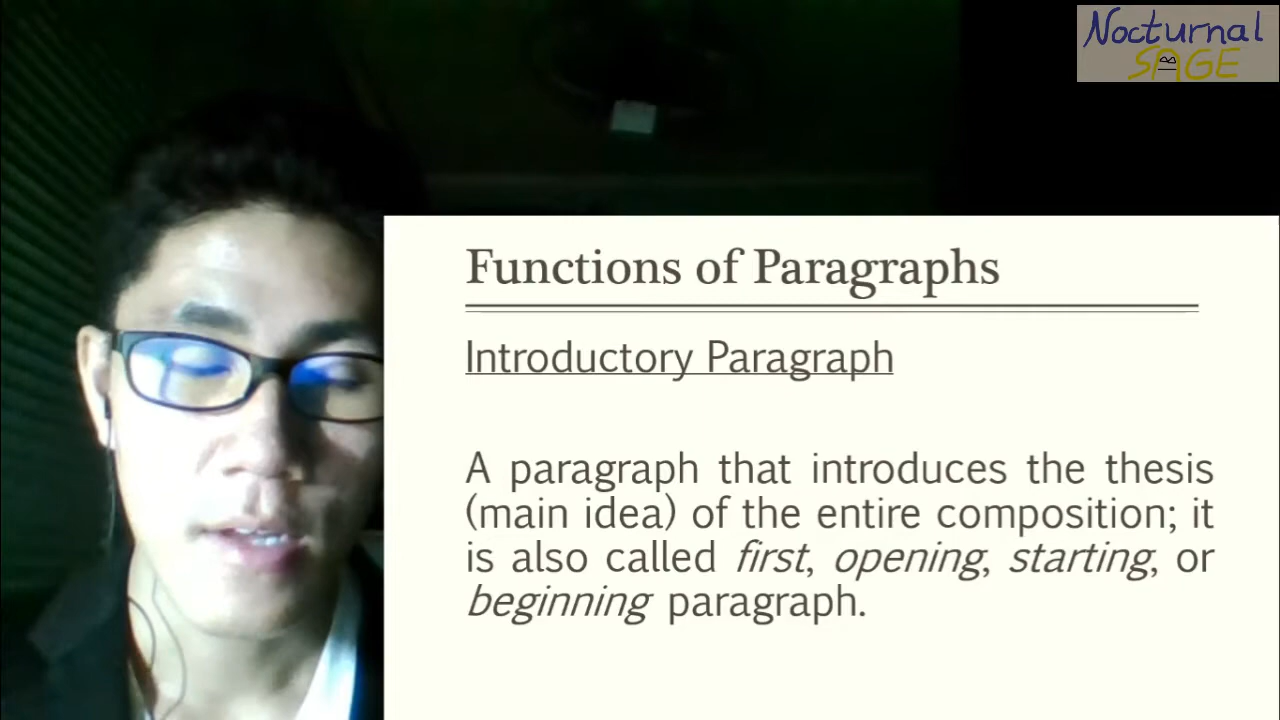 Nocturnal
SAGE
Functions of Paragraphs
Introductory Paragraph
A paragraph that introduces the thesis
(main idea) of the entire composition; it
is also called first, opening, starting, or
beginning paragraph.